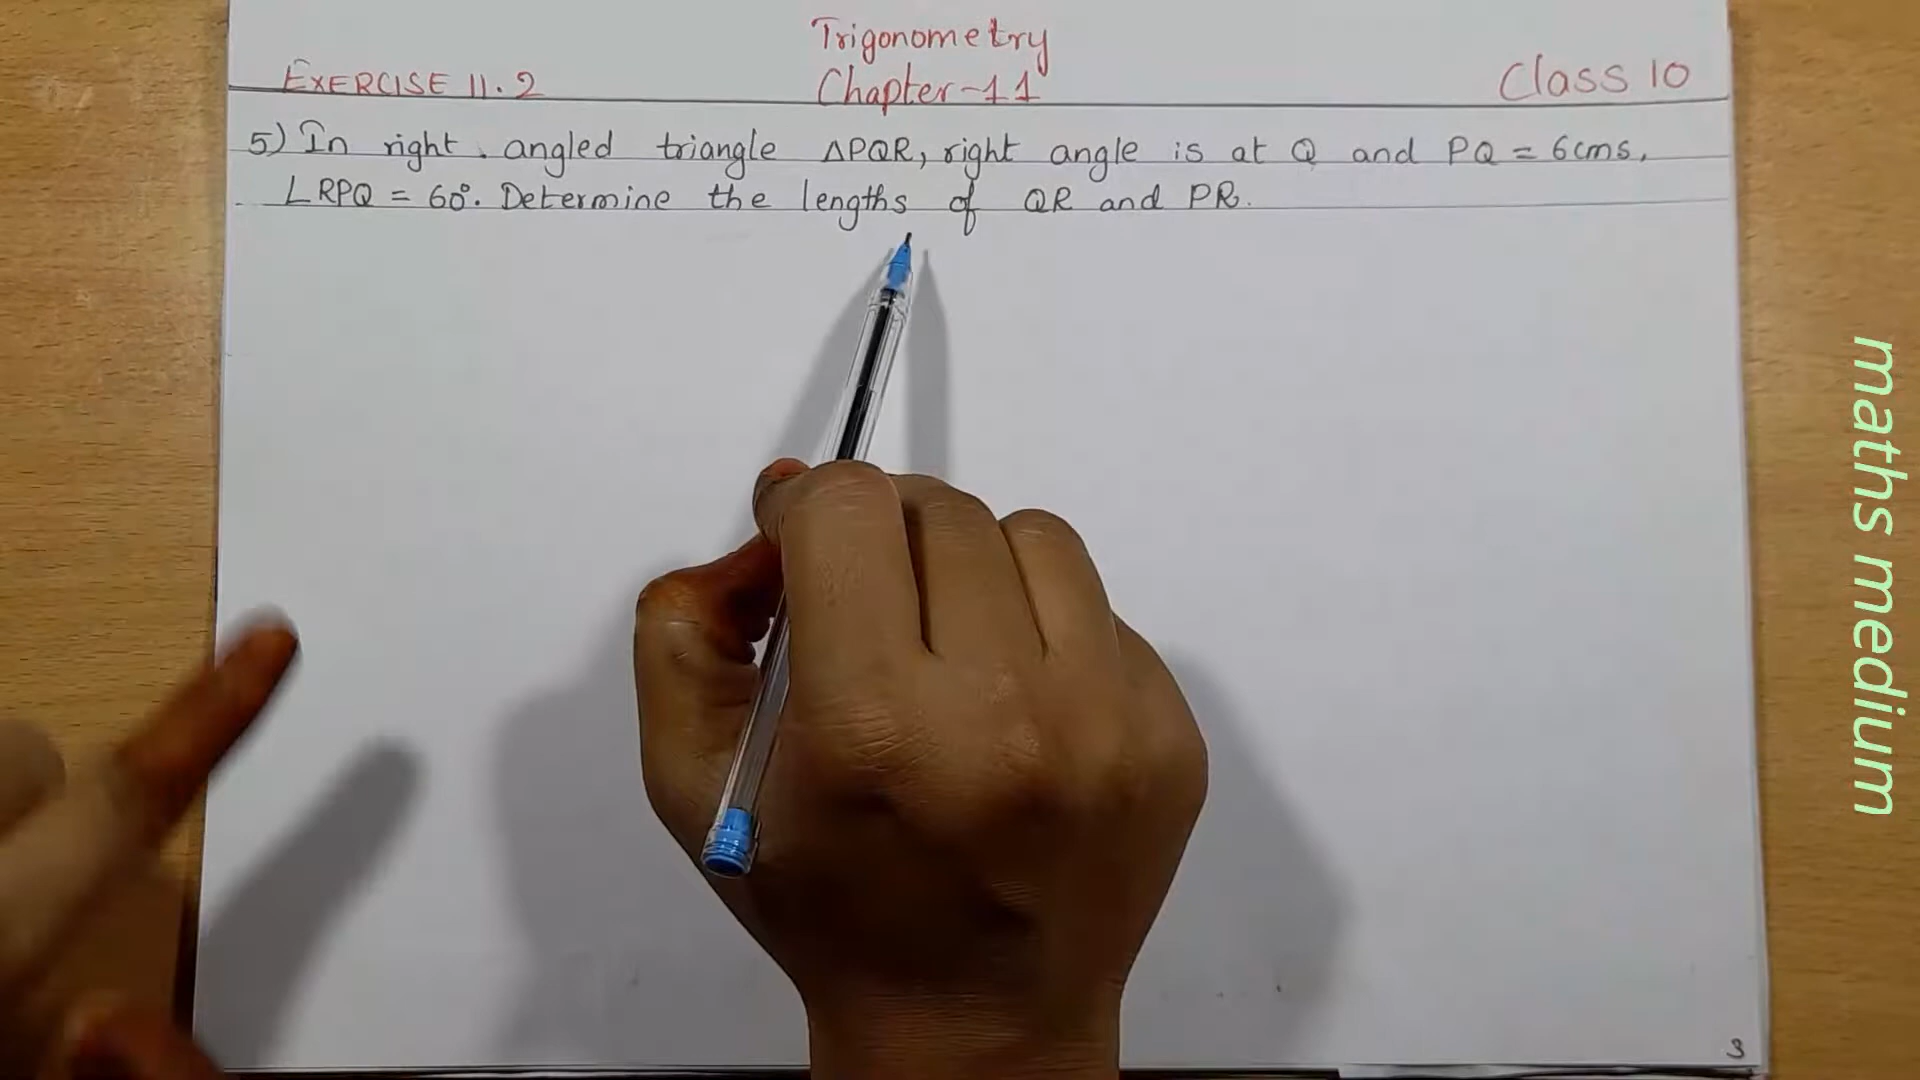 Trigonometry
EXERCISE 11.2 Chapter-11 Class 10
5) In right angled triangle ΔPQR, right angle is at Q and PQ = 6cms,
∠RPQ = 60°. Determine the lengths of QR and PR.
maths medium
3